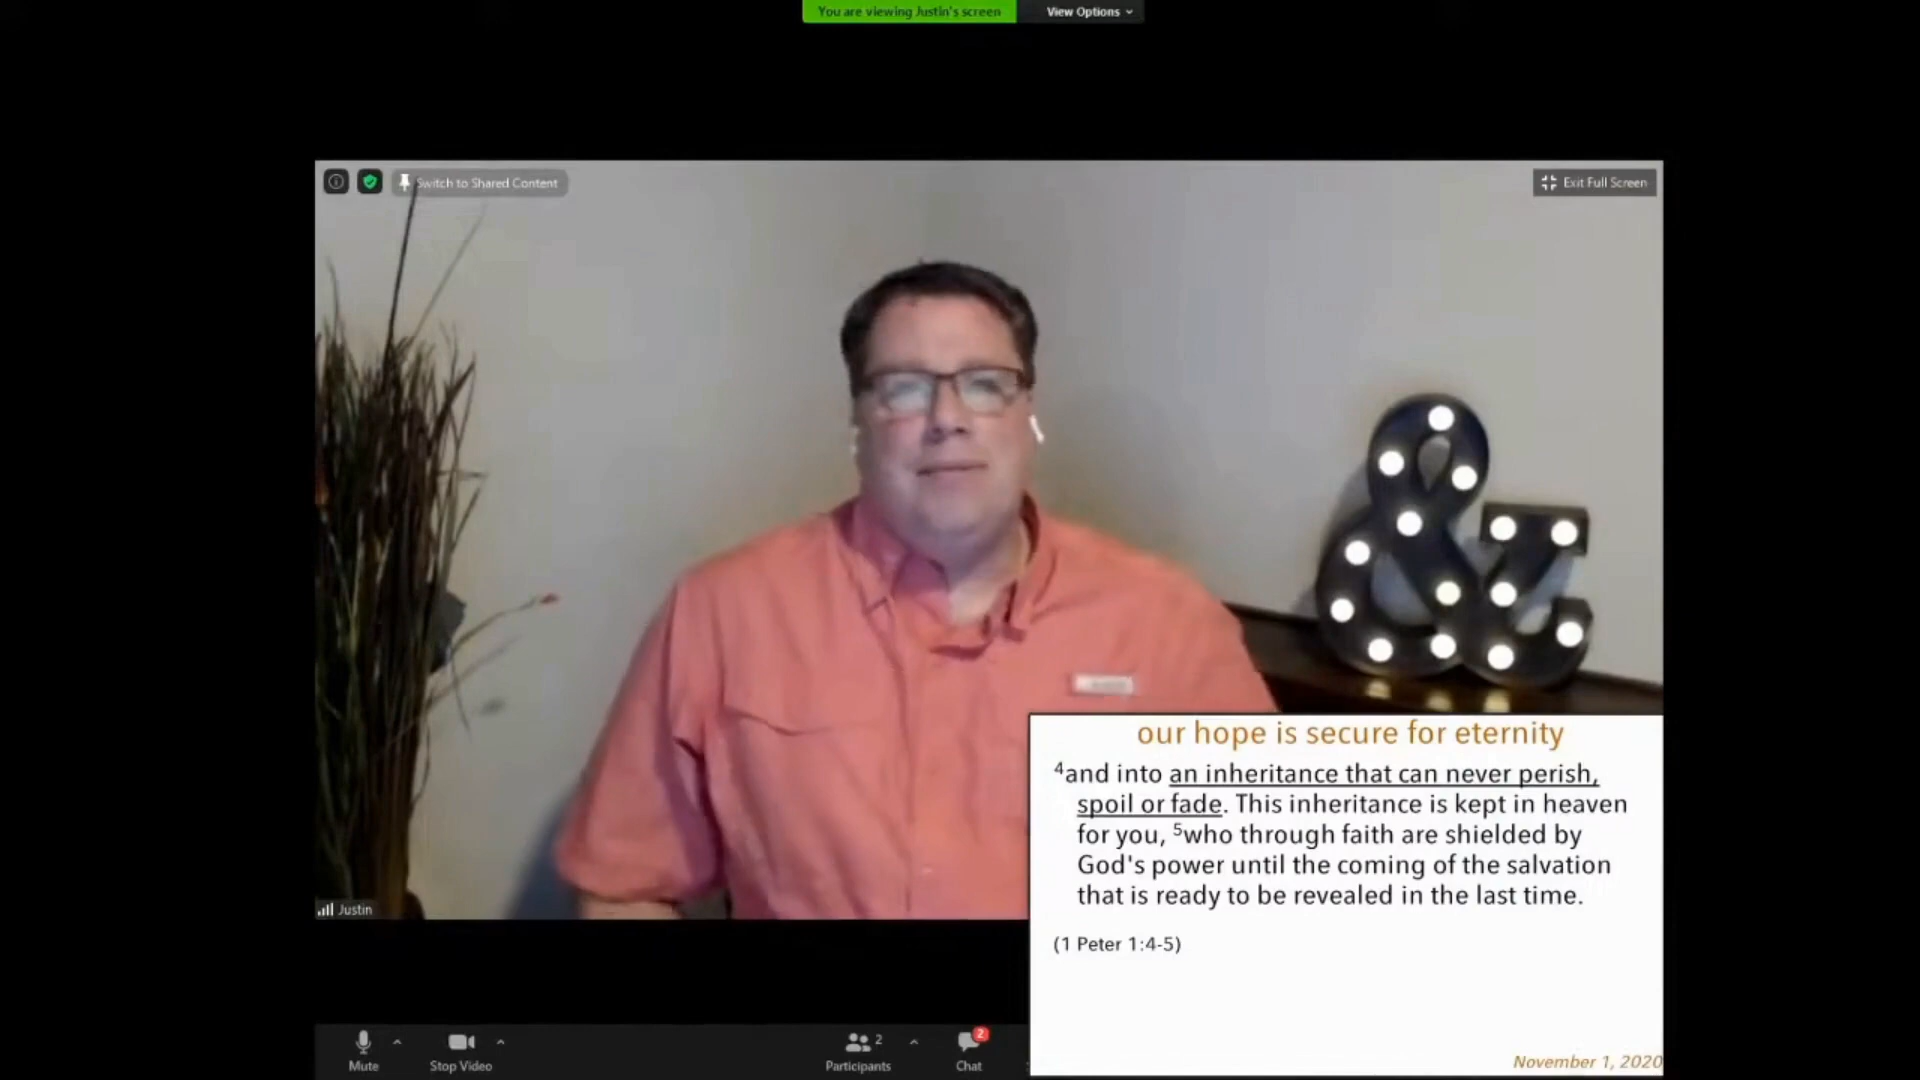 You are viewing Justin's screen
View Options
Switch to Shared Content
Exit Full Screen
&
our hope is secure for eternity
4and into an inheritance that can never perish,
spoil or fade. This inheritance is kept in heaven
for you, 5who through faith are shielded by
God's power until the coming of the salvation
that is ready to be revealed in the last time.
(1 Peter 1:4-5)
November 1, 2020
Justin
Mute
Stop Video
Participants
2
Chat
2